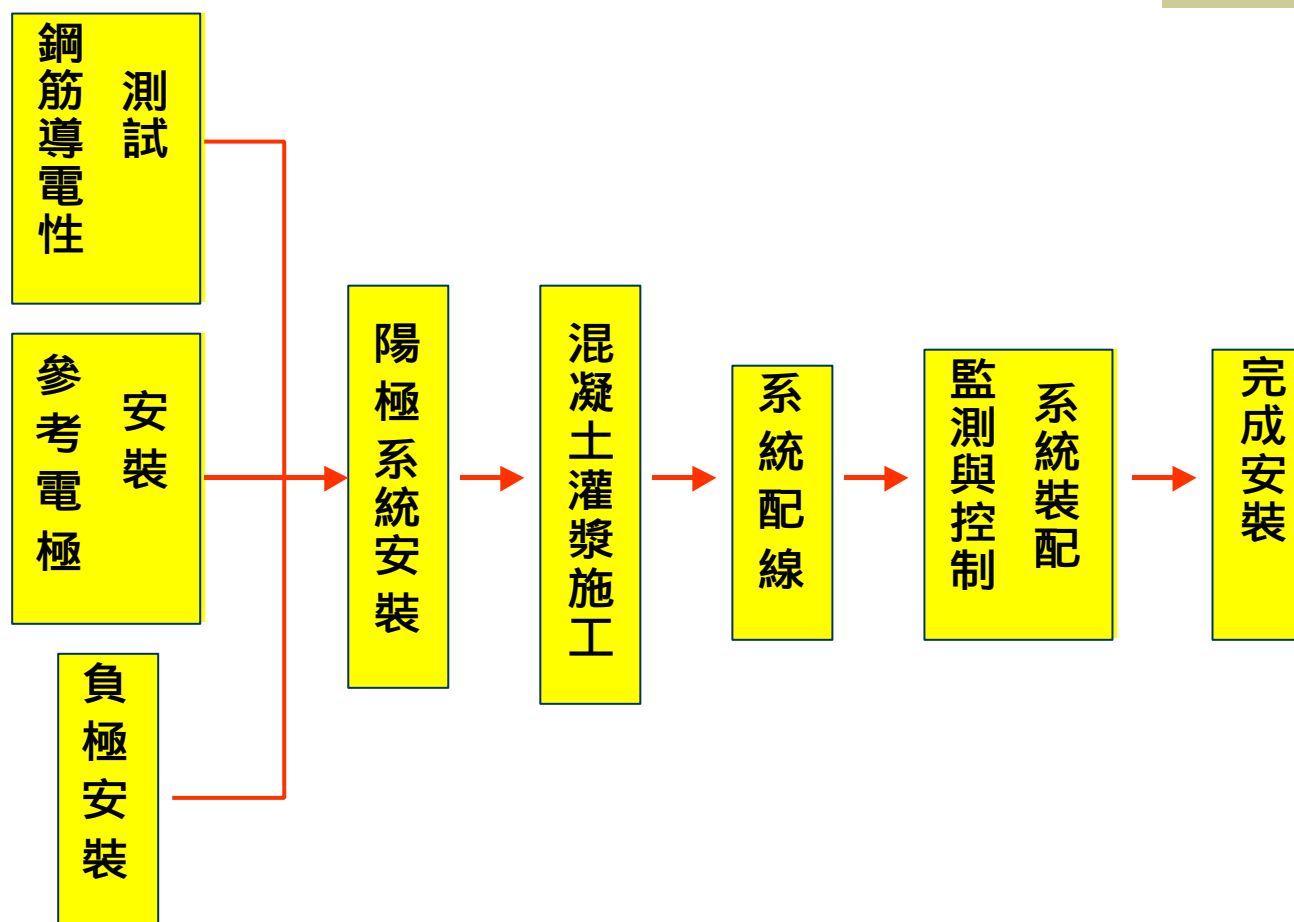 鋼筋導電性
測試
參考電極
安裝
負極安裝
陽極系統安裝
混凝土灌漿施工
系統配線
監測與控制
系統裝配
完成安裝